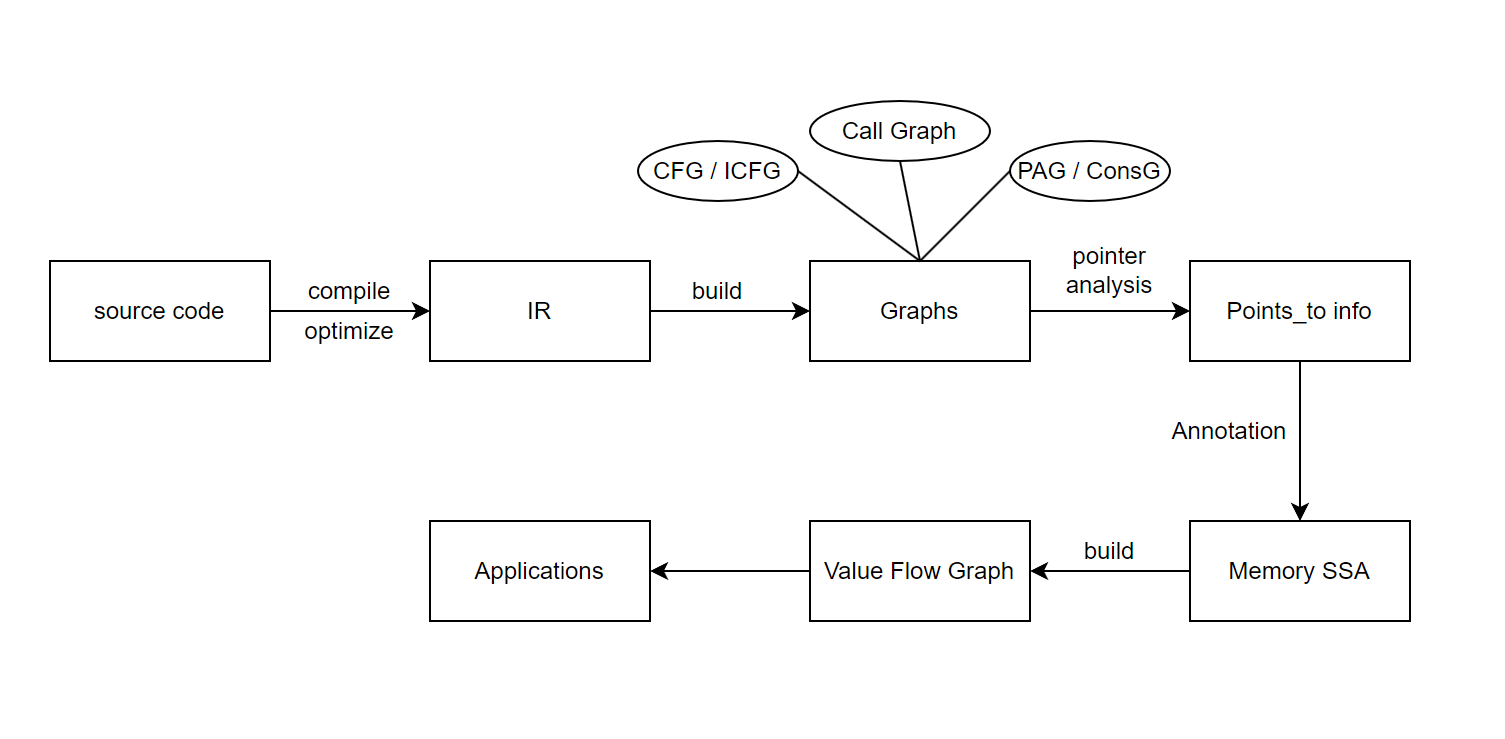 Call Graph
CFG / ICFG
PAG / ConsG
source code
compile
optimize
IR
build
Graphs
pointer
analysis
Points_to info
Annotation
Applications
Value Flow Graph
build
Memory SSA